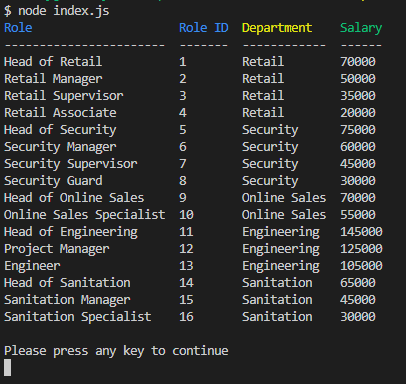 $ node index.js
Role                    Role ID  Department    Salary
----------------------  -------  ------------  ------
Head of Retail          1        Retail        70000
Retail Manager          2        Retail        50000
Retail Supervisor       3        Retail        35000
Retail Associate        4        Retail        20000
Head of Security        5        Security      75000
Security Manager        6        Security      60000
Security Supervisor     7        Security      45000
Security Guard          8        Security      30000
Head of Online Sales    9        Online Sales  70000
Online Sales Specialist 10       Online Sales  55000
Head of Engineering     11       Engineering   145000
Project Manager         12       Engineering   125000
Engineer                13       Engineering   105000
Head of Sanitation      14       Sanitation    65000
Sanitation Manager      15       Sanitation    45000
Sanitation Specialist   16       Sanitation    30000
Please press any key to continue